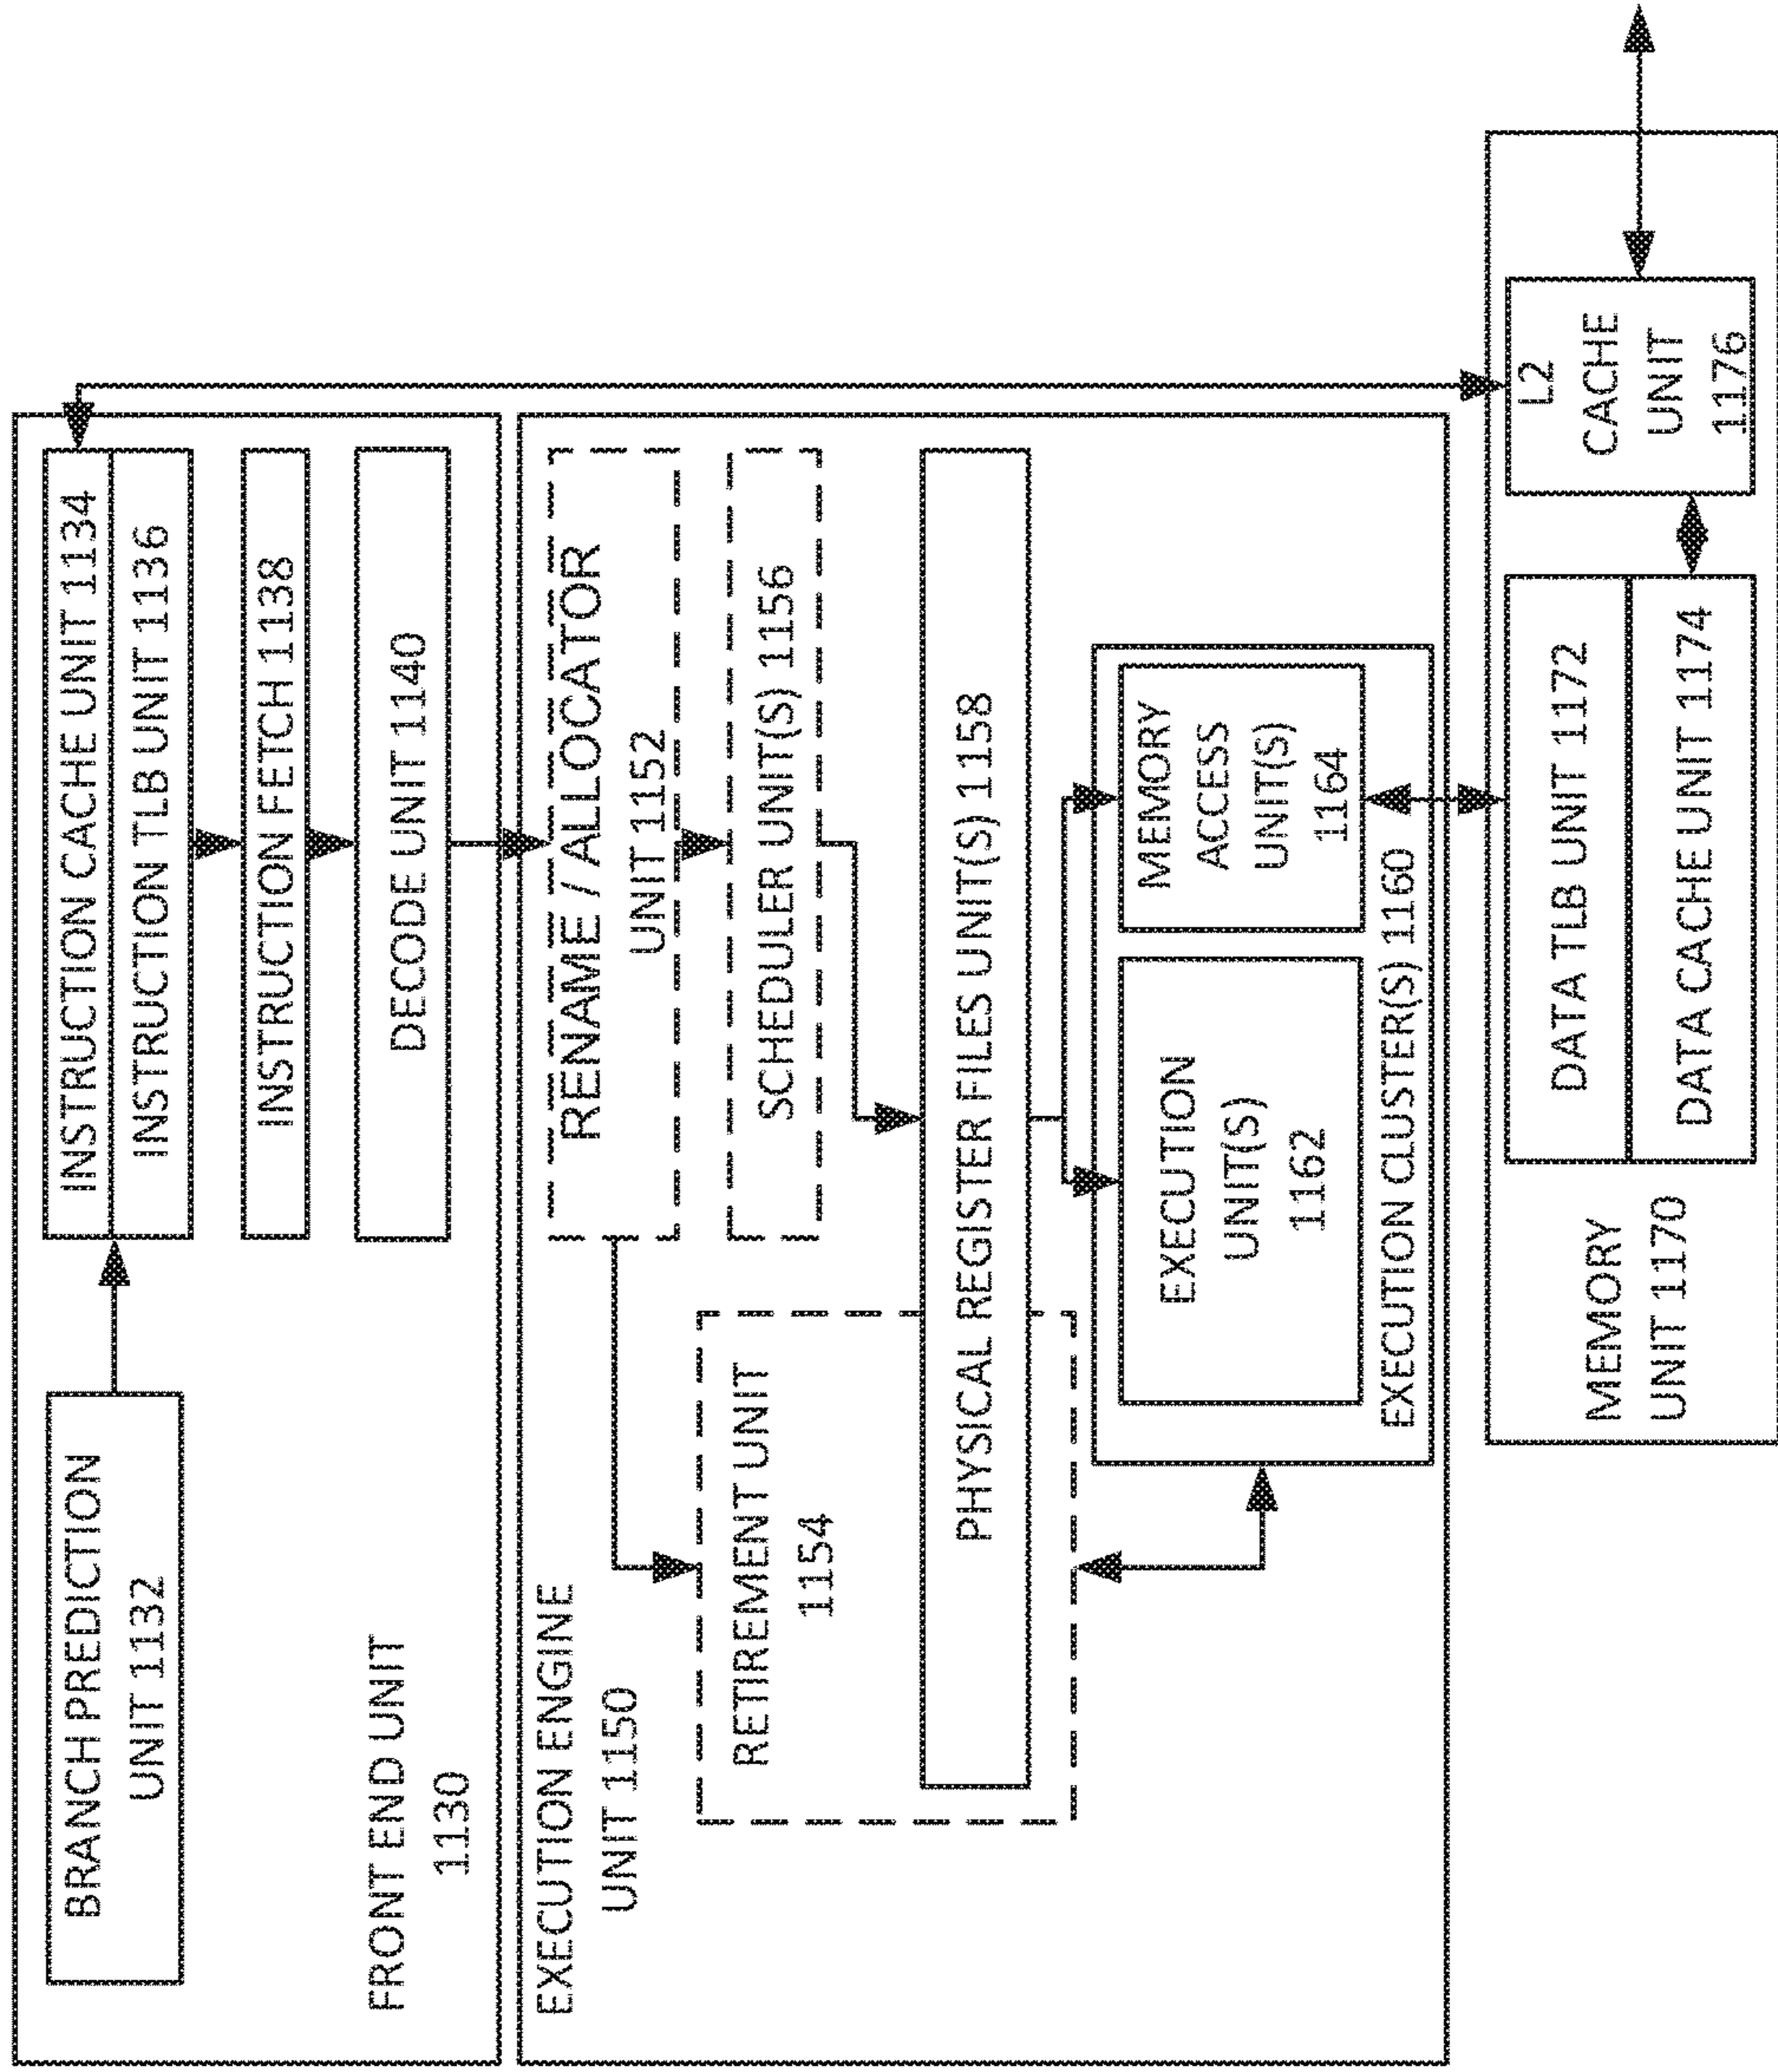 BRANCH PREDICTION
UNIT 1132
INSTRUCTION CACHE UNIT 1134
INSTRUCTION TLB UNIT 1136
INSTRUCTION FETCH 1138
DECODE UNIT 1140
FRONT END UNIT
1130
EXECUTION ENGINE
UNIT 1150
RENAME / ALLOCATOR
UNIT 1152
SCHEDULER UNIT(S) 1156
RETIREMENT UNIT
1154
PHYSICAL REGISTER FILES UNIT(S) 1158
EXECUTION
UNIT(S)
1162
MEMORY
ACCESS
UNIT(S)
1164
EXECUTION CLUSTER(S) 1160
MEMORY
UNIT 1170
DATA TLB UNIT 1172
DATA CACHE UNIT 1174
L2
CACHE
UNIT
1176